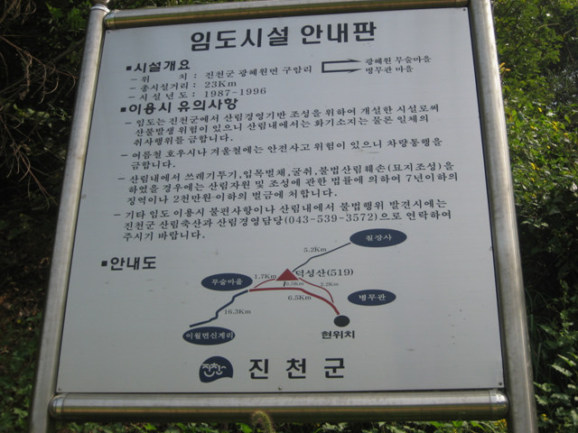 임도시설 안내판
■시설개요
- 위 치 : 진천군 광혜원면 구암리
광혜원 무술마을
병무관 마을
- 총시설거리 : 23Km
- 시설년도 : 1987~1996
■이용시 유의사항
- 임도는 진천군에서 산림경영기반 조성을 위하여 개설한 시설로써
산불발생 위험이 있으니 산림내에서는 화기소지는 물론 일체의
취사행위를 금합니다.
- 여름철 호우시나 겨울철에는 안전사고 위험이 있으니 차량통행을
금합니다.
- 산림내에서 쓰레기투기, 입목벌채, 굴취, 불법산림훼손(묘지조성)을
하였을 경우에는 산림자원 및 조성에 관한 법률에 의하여 7년이하의
징역이나 2천만원 이하의 벌금에 처합니다.
- 기타 임도 이용시 불편사항이나 산림내에서 불법행위 발견시에는
진천군 산림축산과 산림경영담당(043-539-3572)으로 연락하여
주시기 바랍니다.
■안내도
3.2Km
무술마을
1.7Km
덕성산(519)
6.5Km
병무관
16.3Km
이월면신계리
현위치
진천군